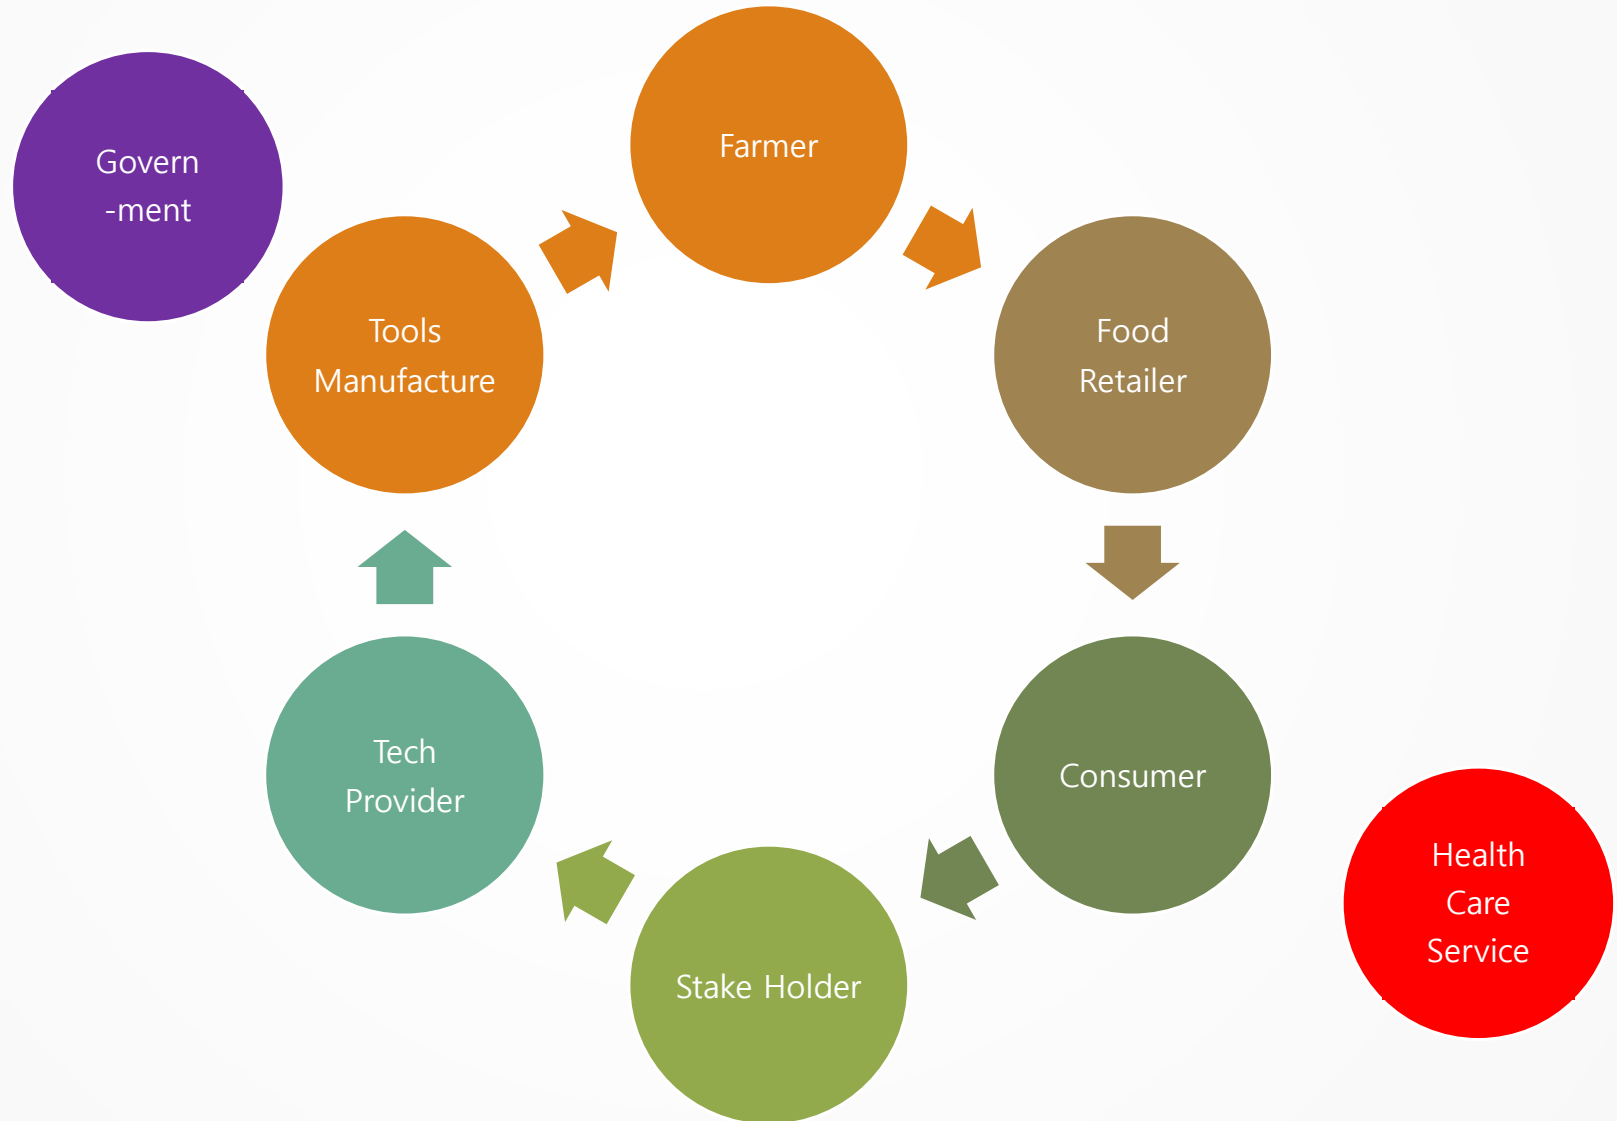 Farmer
Govern
-ment
Tools
Manufacture
Food
Retailer
Tech
Provider
Consumer
Health
Care
Service
Stake Holder